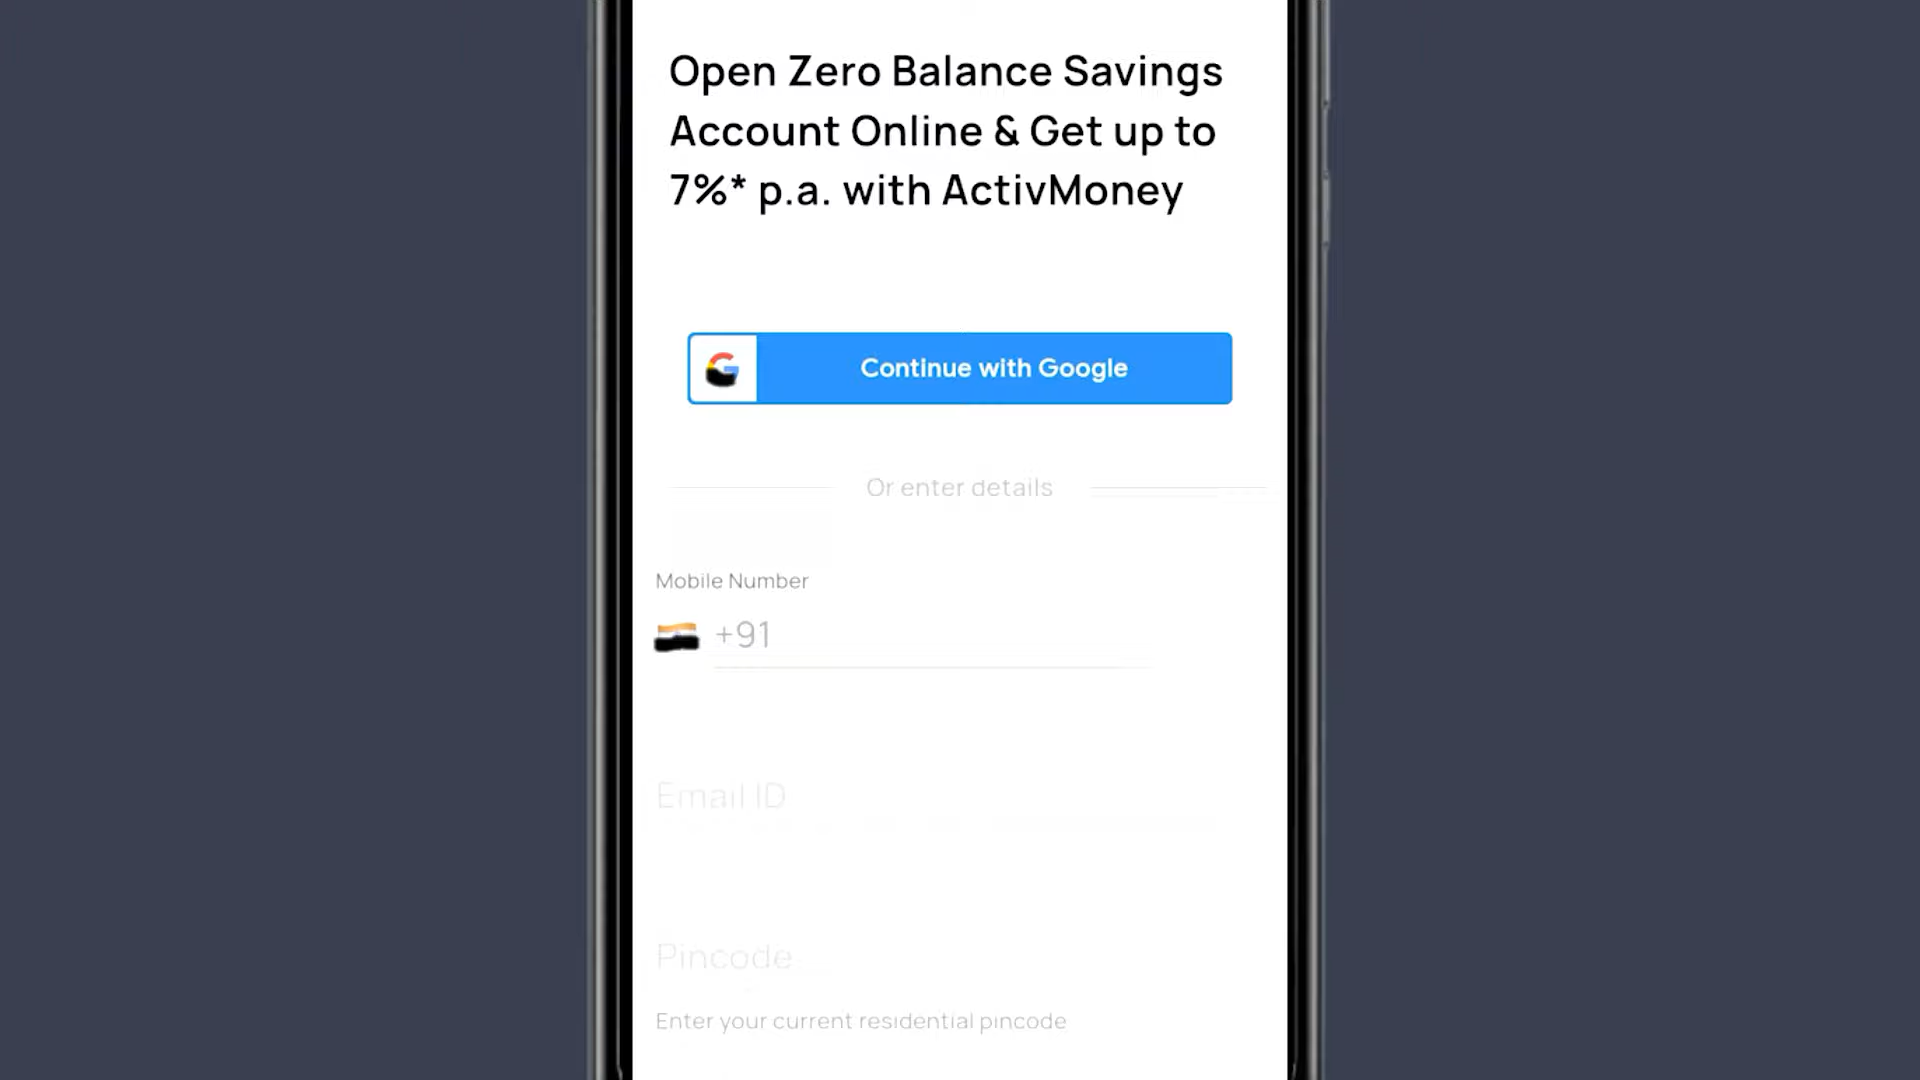 Open Zero Balance Savings
Account Online & Get up to
7%* p.a. with ActivMoney
Continue with Google
Or enter details
Mobile Number
+91
Email ID
Pincode
Enter your current residential pincode